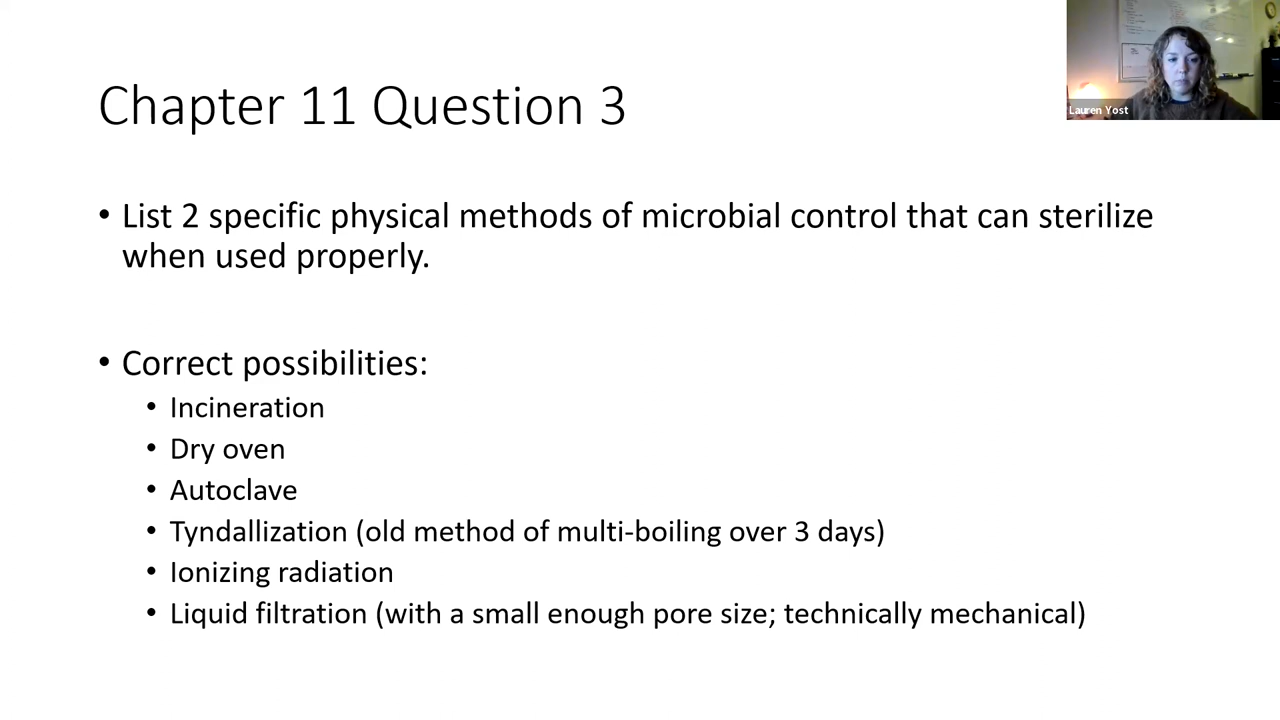 Lauren Yost
Chapter 11 Question 3
• List 2 specific physical methods of microbial control that can sterilize
when used properly.
• Correct possibilities:
• Incineration
• Dry oven
• Autoclave
• Tyndallization (old method of multi-boiling over 3 days)
• Ionizing radiation
• Liquid filtration (with a small enough pore size; technically mechanical)